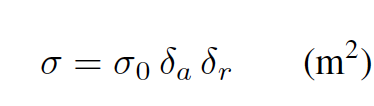 σ = σ₀ δₐ δᵣ (m²)